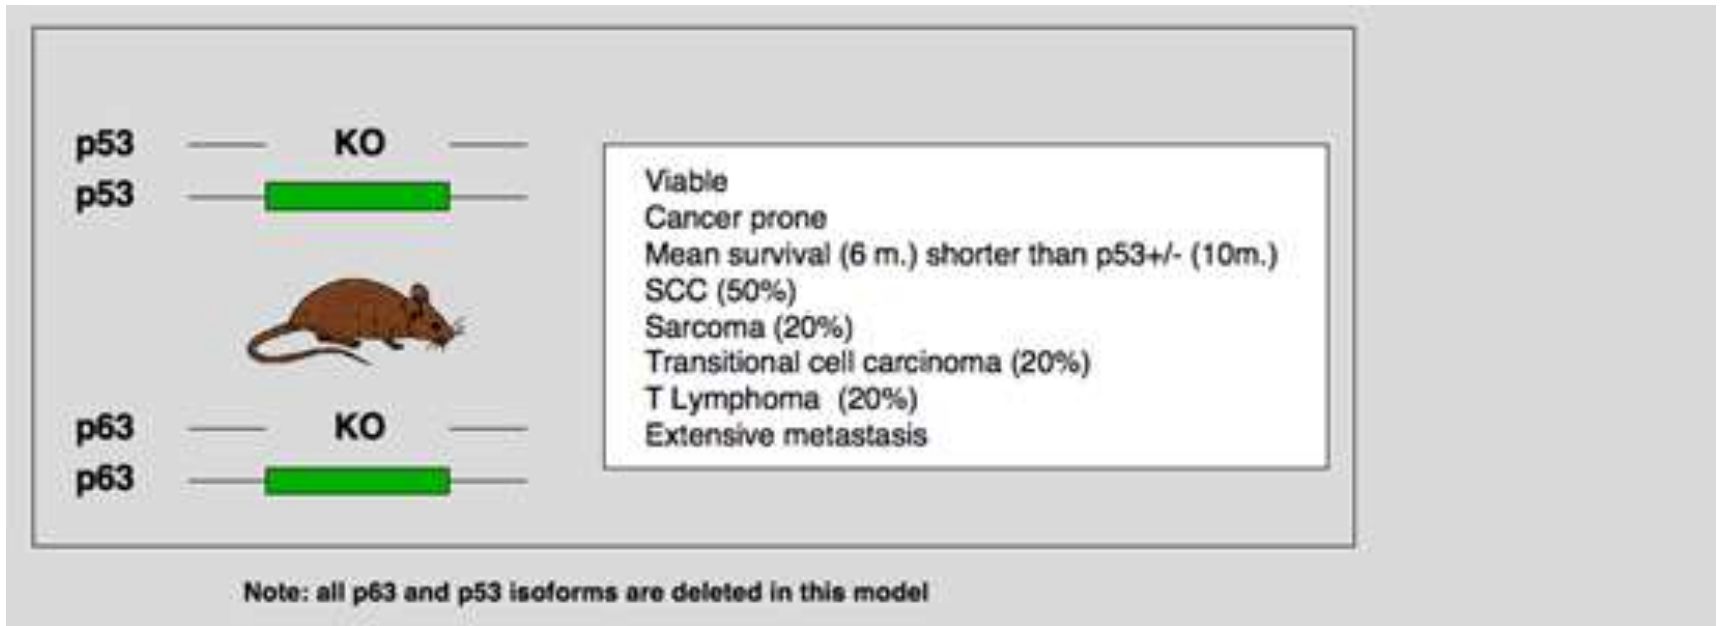 p53 KO
p53
Viable
Cancer prone
Mean survival (6 m.) shorter than p53+/- (10m.)
SCC (50%)
Sarcoma (20%)
Transitional cell carcinoma (20%)
T Lymphoma (20%)
Extensive metastasis
p63 KO
p63
Note: all p63 and p53 isoforms are deleted in this model